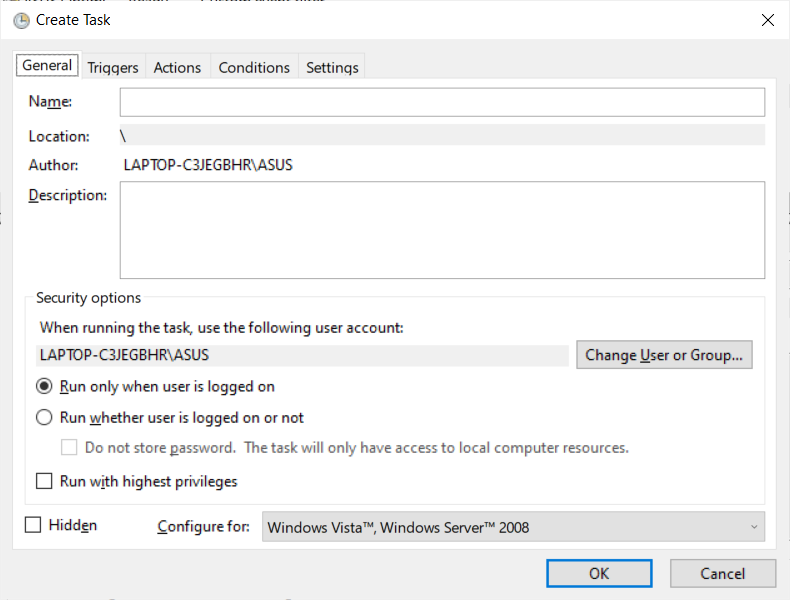 Create Task
General Triggers Actions Conditions Settings
Name:
Location: \
Author: LAPTOP-C3JEGBHR\ASUS
Description:
Security options
When running the task, use the following user account:
LAPTOP-C3JEGBHR\ASUS Change User or Group...
Run only when user is logged on
Run whether user is logged on or not
Do not store password. The task will only have access to local computer resources.
Run with highest privileges
Hidden Configure for: Windows Vista™, Windows Server™ 2008
OK Cancel